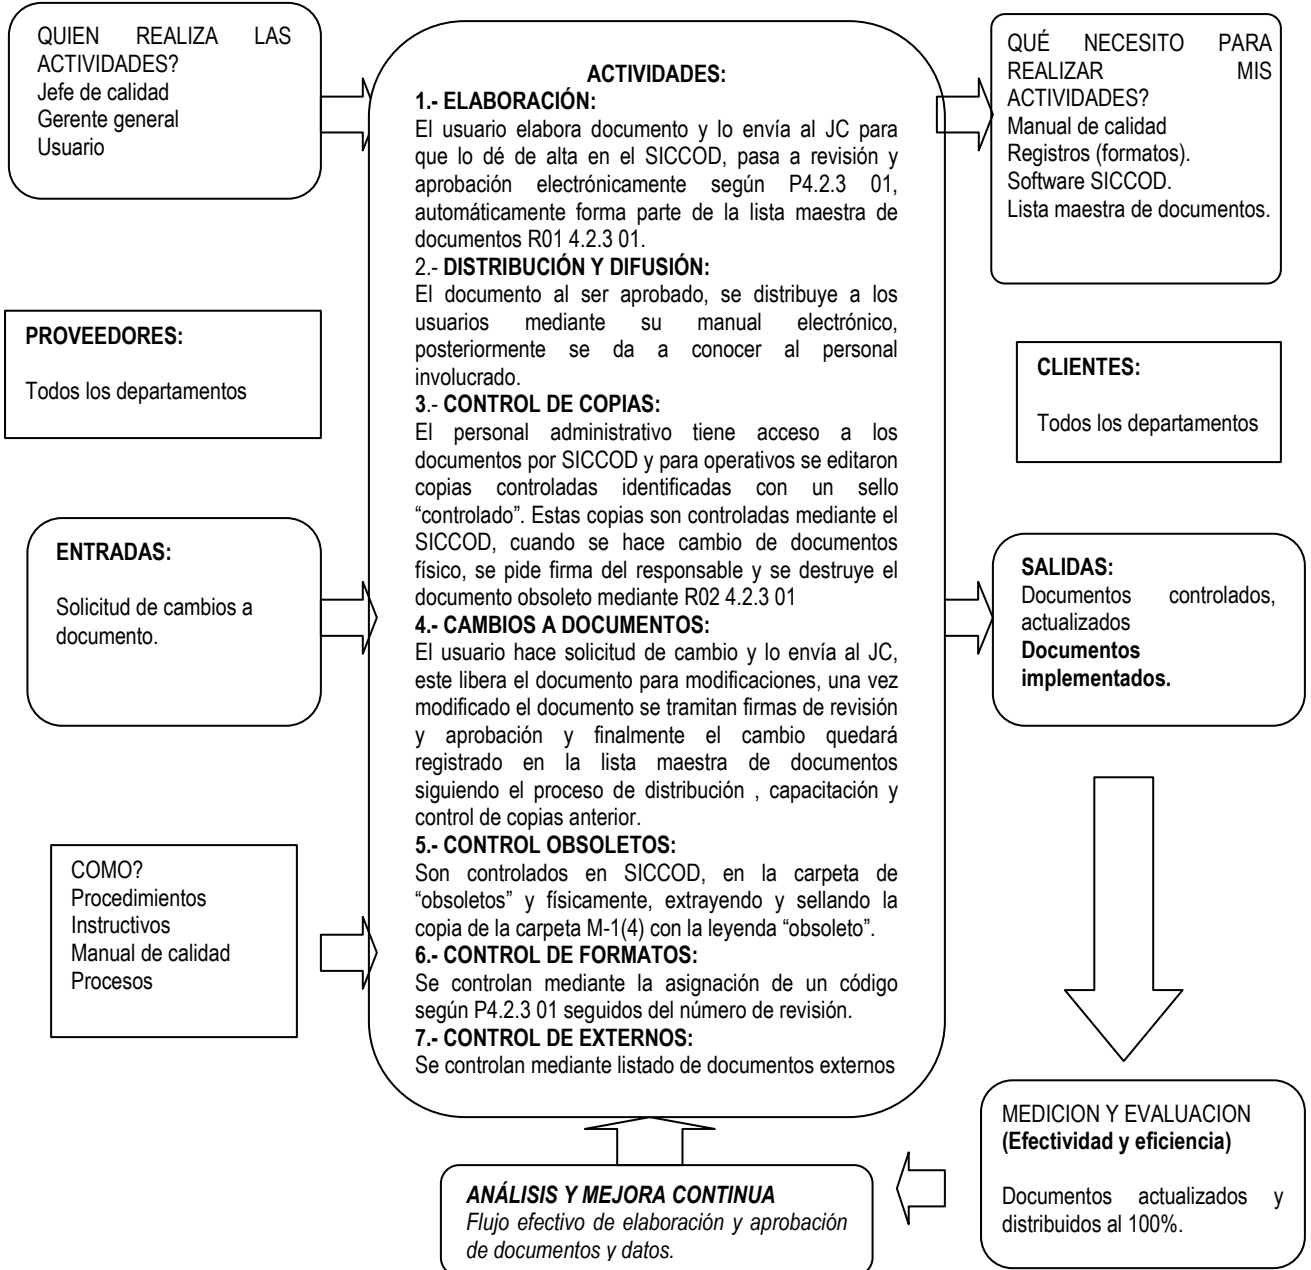 QUIEN REALIZA LAS
ACTIVIDADES?
Jefe de calidad
Gerente general
Usuario
PROVEEDORES:
Todos los departamentos
ENTRADAS:
Solicitud de cambios a
documento.
COMO?
Procedimientos
Instructivos
Manual de calidad
Procesos
ACTIVIDADES:
1.- ELABORACIÓN:
El usuario elabora documento y lo envía al JC para
que lo dé de alta en el SICCOD, pasa a revisión y
aprobación electrónicamente según P4.2.3 01,
automáticamente forma parte de la lista maestra de
documentos R01 4.2.3 01.
2.- DISTRIBUCIÓN Y DIFUSIÓN:
El documento al ser aprobado, se distribuye a los
usuarios mediante su manual electrónico,
posteriormente se da a conocer al personal
involucrado.
3.- CONTROL DE COPIAS:
El personal administrativo tiene acceso a los
documentos por SICCOD y para operativos se editaron
copias controladas identificadas con un sello
“controlado”. Estas copias son controladas mediante el
SICCOD, cuando se hace cambio de documentos
físico, se pide firma del responsable y se destruye el
documento obsoleto mediante R02 4.2.3 01
4.- CAMBIOS A DOCUMENTOS:
El usuario hace solicitud de cambio y lo envía al JC,
este libera el documento para modificaciones, una vez
modificado el documento se tramitan firmas de revisión
y aprobación y finalmente el cambio quedará
registrado en la lista maestra de documentos
siguiendo el proceso de distribución , capacitación y
control de copias anterior.
5.- CONTROL OBSOLETOS:
Son controlados en SICCOD, en la carpeta de
“obsoletos” y físicamente, extrayendo y sellando la
copia de la carpeta M-1(4) con la leyenda “obsoleto”.
6.- CONTROL DE FORMATOS:
Se controlan mediante la asignación de un código
según P4.2.3 01 seguidos del número de revisión.
7.- CONTROL DE EXTERNOS:
Se controlan mediante listado de documentos externos
QUÉ NECESITO PARA
REALIZAR MIS
ACTIVIDADES?
Manual de calidad
Registros (formatos).
Software SICCOD.
Lista maestra de documentos.
CLIENTES:
Todos los departamentos
SALIDAS:
Documentos controlados,
actualizados
Documentos
implementados.
MEDICION Y EVALUACION
(Efectividad y eficiencia)
Documentos actualizados y
distribuidos al 100%.
ANÁLISIS Y MEJORA CONTINUA
Flujo efectivo de elaboración y aprobación
de documentos y datos.